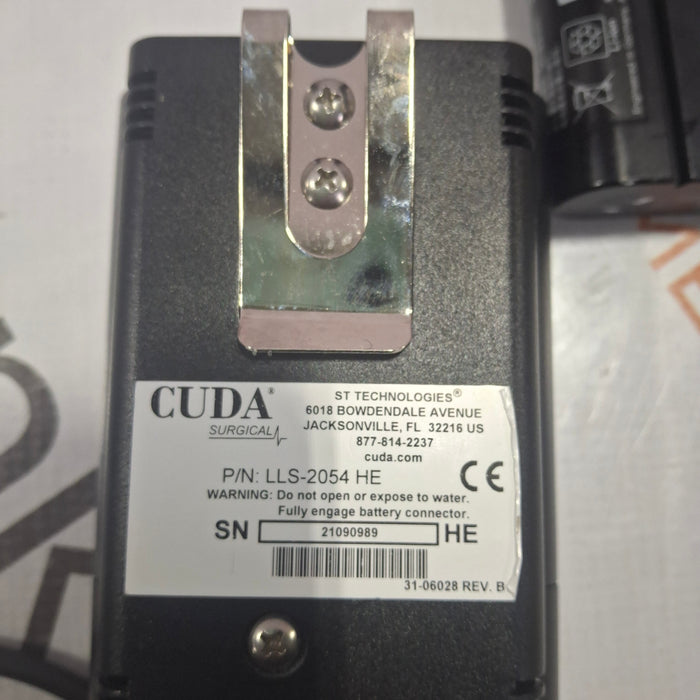 CUDA®
SURGICAL
ST TECHNOLOGIES®
6018 BOWDENDALE AVENUE
JACKSONVILLE, FL 32216 US
877-814-2237
cuda.com
P/N: LLS-2054 HE
CE
WARNING: Do not open or expose to water.
Fully engage battery connector.
SN 21090989 HE
31-06028 REV. B